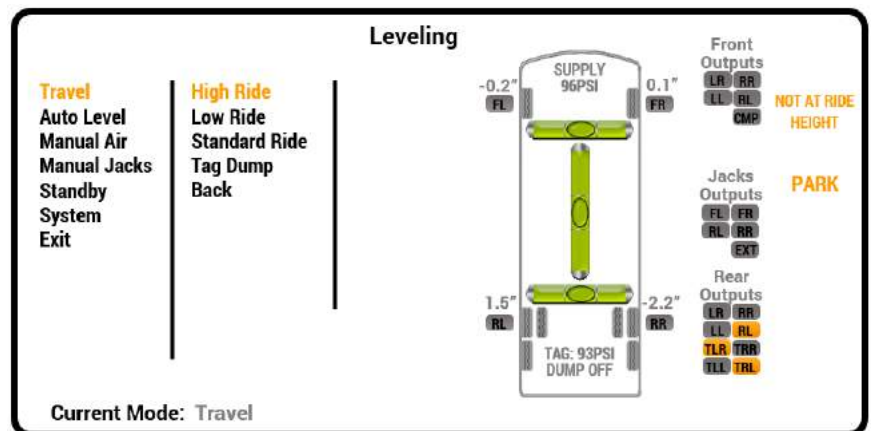 Leveling
Travel
Auto Level
Manual Air
Manual Jacks
Standby
System
Exit
High Ride
Low Ride
Standard Ride
Tag Dump
Back
SUPPLY
96PSI
-0.2"
FL
0.1"
FR
1.5"
RL
-2.2"
RR
TAG: 93PSI
DUMP OFF
Front
Outputs
LR RR
LL RL
CMP
Jacks
Outputs
FL FR
RL RR
EXT
Rear
Outputs
LR RR
LL RL
TLR TRR
TLL TRL
NOT AT RIDE
HEIGHT
PARK
Current Mode: Travel